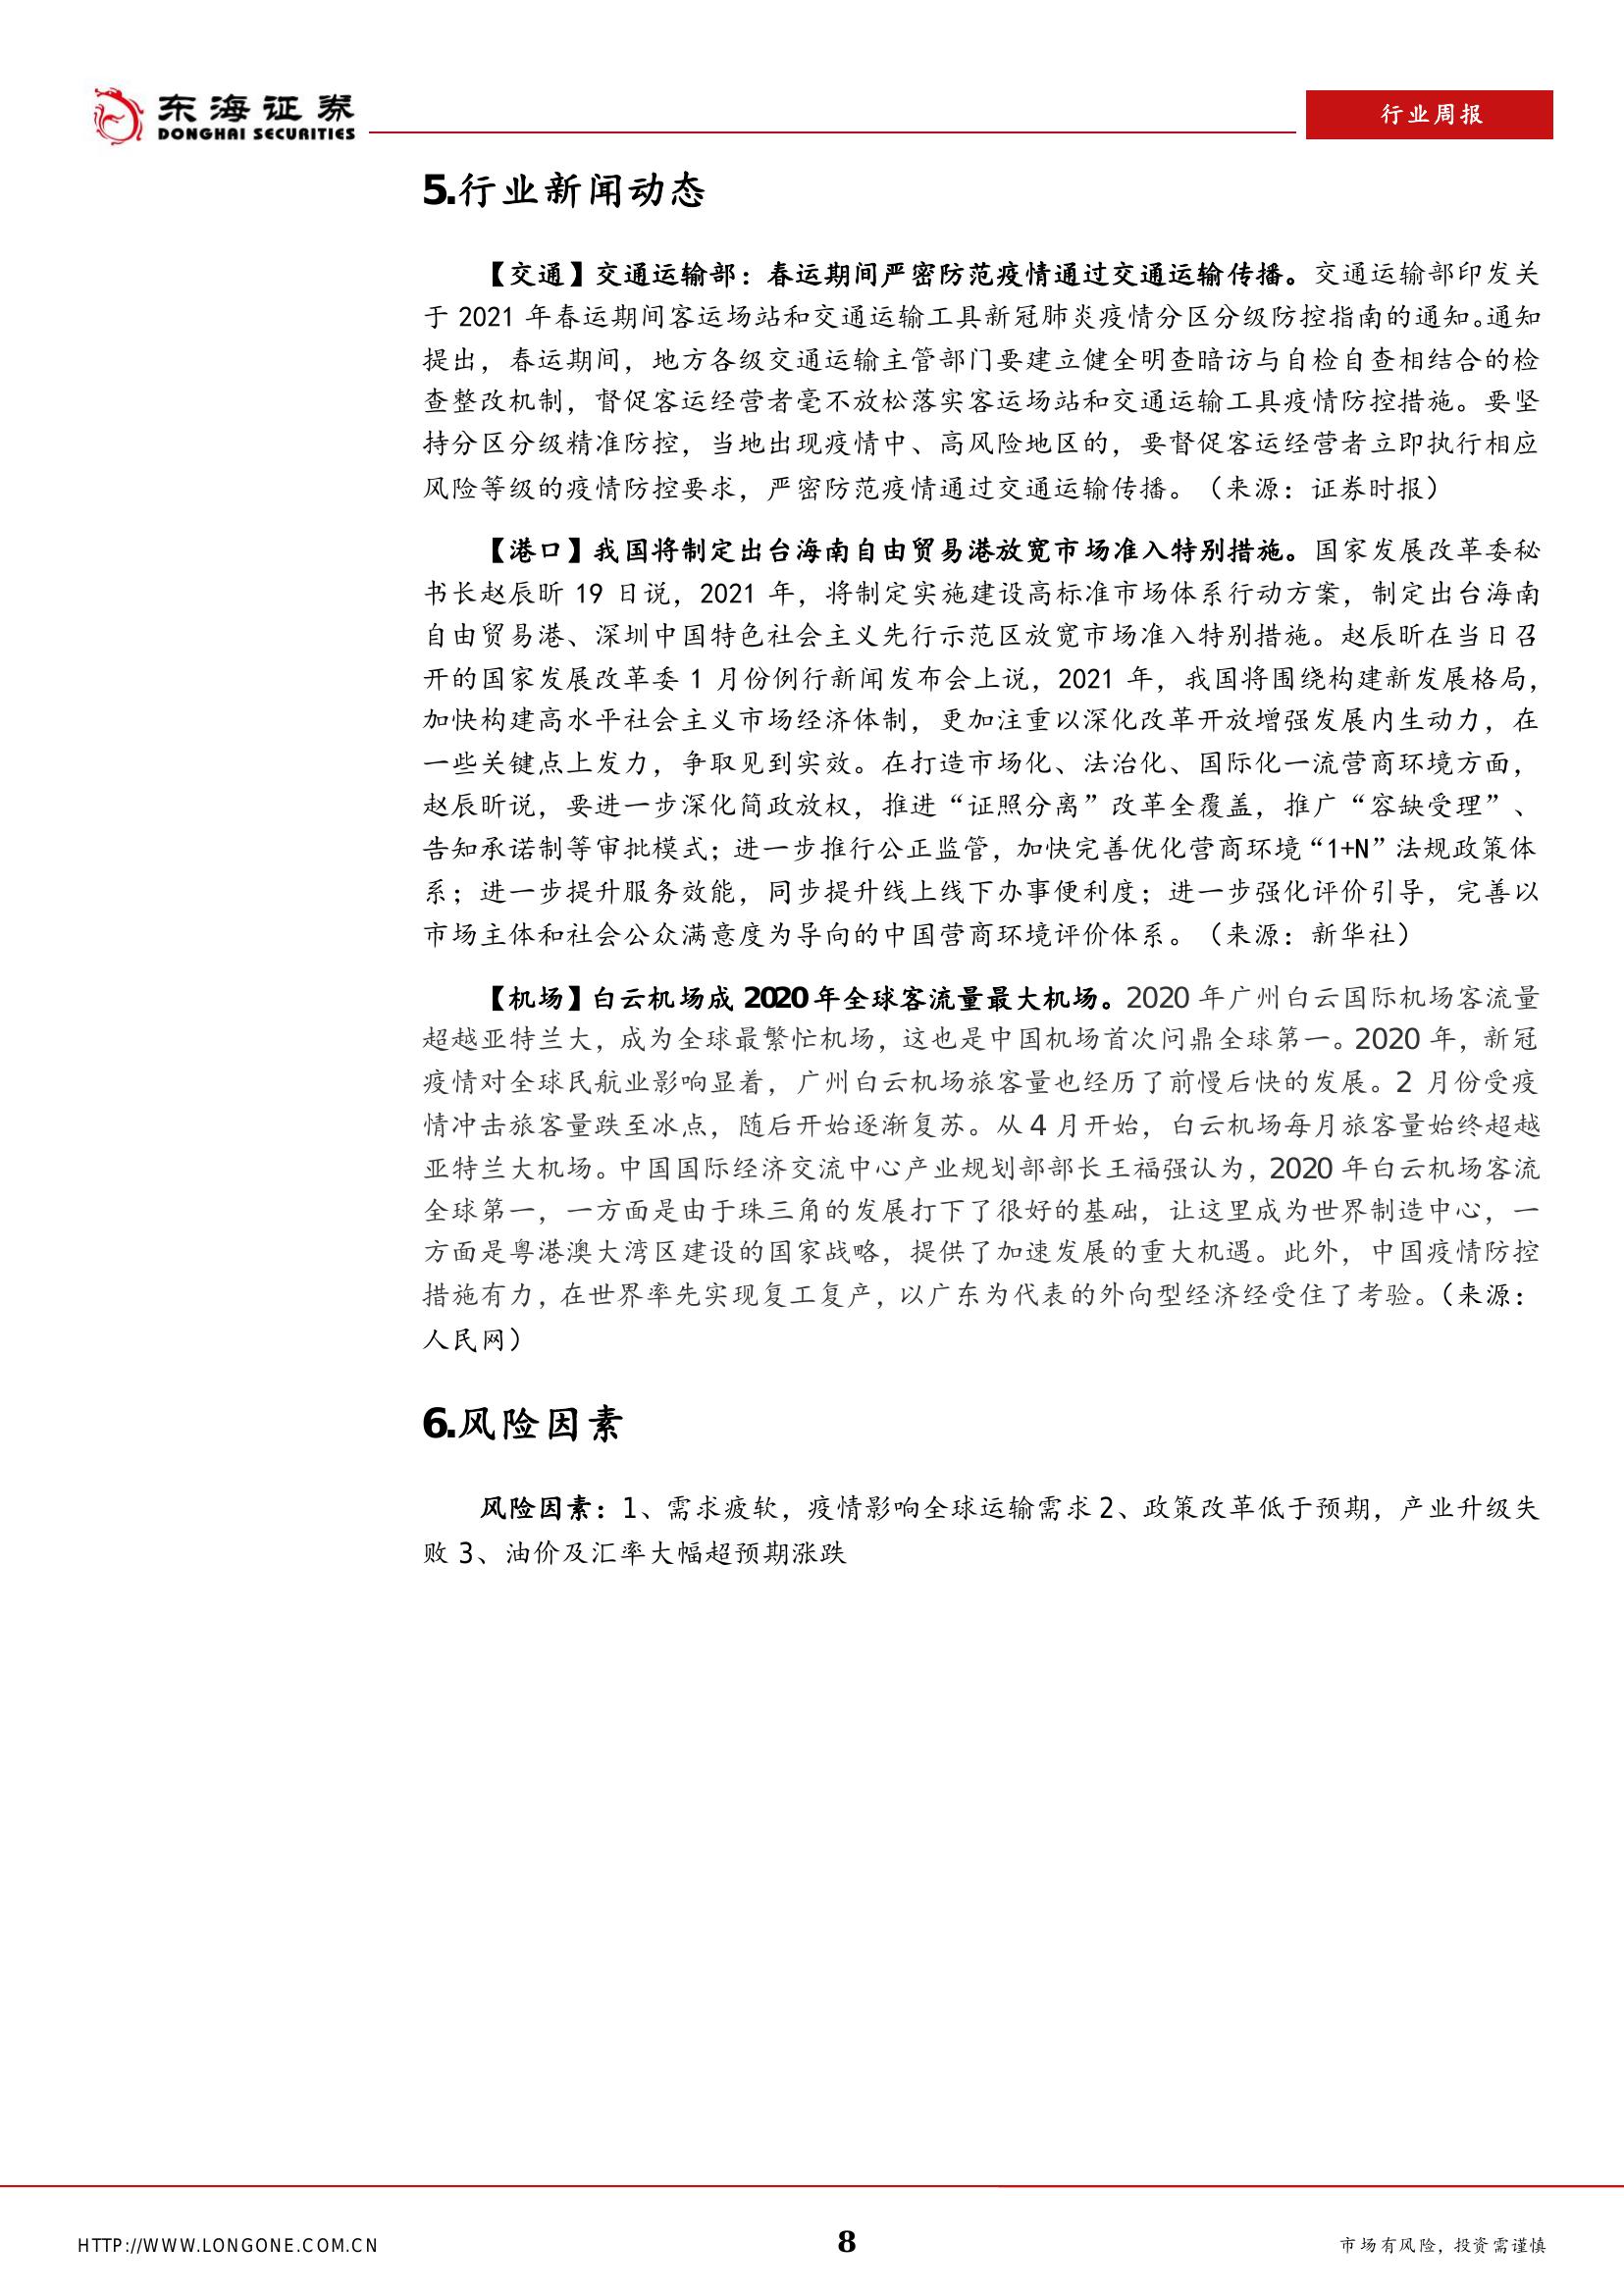 东海证券
DONGHAI SECURITIES
行业周报
5.行业新闻动态
【交通】交通运输部：春运期间严密防范疫情通过交通运输传播。交通运输部印发关
于 2021 年春运期间客运场站和交通运输工具新冠肺炎疫情分区分级防控指南的通知。通知
提出，春运期间，地方各级交通运输主管部门要建立健全明查暗访与自检自查相结合的检
查整改机制，督促客运经营者毫不放松落实客运场站和交通运输工具疫情防控措施。要坚
持分区分级精准防控，当地出现疫情中、高风险地区的，要督促客运经营者立即执行相应
风险等级的疫情防控要求，严密防范疫情通过交通运输传播。（来源：证券时报）
【港口】我国将制定出台海南自由贸易港放宽市场准入特别措施。国家发展改革委秘
书长赵辰昕 19 日说，2021 年，将制定实施建设高标准市场体系行动方案，制定出台海南
自由贸易港、深圳中国特色社会主义先行示范区放宽市场准入特别措施。赵辰昕在当日召
开的国家发展改革委 1 月份例行新闻发布会上说，2021 年，我国将围绕构建新发展格局，
加快构建高水平社会主义市场经济体制，更加注重以深化改革开放增强发展内生动力，在
一些关键点上发力，争取见到实效。在打造市场化、法治化、国际化一流营商环境方面，
赵辰昕说，要进一步深化简政放权，推进“证照分离”改革全覆盖，推广“容缺受理”、
告知承诺制等审批模式；进一步推行公正监管，加快完善优化营商环境“1+N”法规政策体
系；进一步提升服务效能，同步提升线上线下办事便利度；进一步强化评价引导，完善以
市场主体和社会公众满意度为导向的中国营商环境评价体系。（来源：新华社）
【机场】白云机场成 2020 年全球客流量最大机场。2020 年广州白云国际机场客流量
超越亚特兰大，成为全球最繁忙机场，这也是中国机场首次问鼎全球第一。2020 年，新冠
疫情对全球民航业影响显着，广州白云机场旅客量也经历了前慢后快的发展。2 月份受疫
情冲击旅客量跌至冰点，随后开始逐渐复苏。从 4 月开始，白云机场每月旅客量始终超越
亚特兰大机场。中国国际经济交流中心产业规划部部长王福强认为，2020 年白云机场客流
全球第一，一方面是由于珠三角的发展打下了很好的基础，让这里成为世界制造中心，一
方面是粤港澳大湾区建设的国家战略，提供了加速发展的重大机遇。此外，中国疫情防控
措施有力，在世界率先实现复工复产，以广东为代表的外向型经济经受住了考验。（来源：
人民网）
6.风险因素
风险因素：1、需求疲软，疫情影响全球运输需求 2、政策改革低于预期，产业升级失
败 3、油价及汇率大幅超预期涨跌
HTTP://WWW.LONGONE.COM.CN
8
市场有风险，投资需谨慎